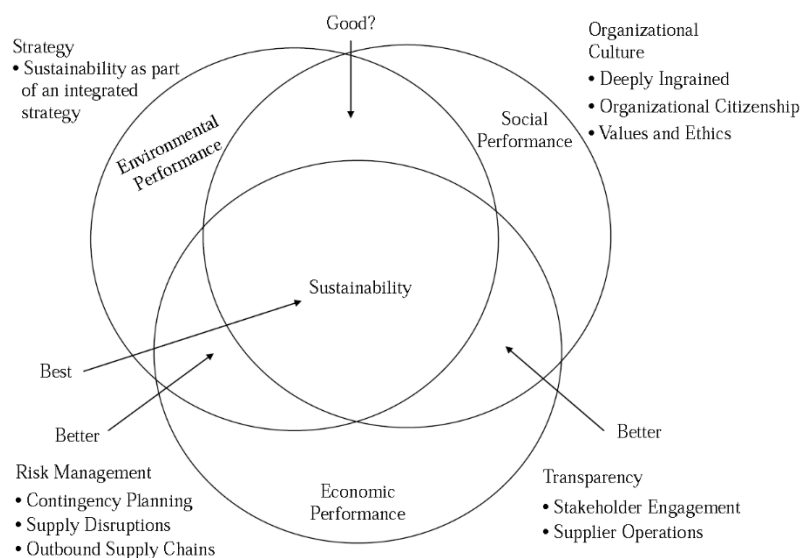 Good?
Strategy
• Sustainability as part
of an integrated
strategy
Organizational
Culture
• Deeply Ingrained
• Organizational Citizenship
• Values and Ethics
Environmental
Performance
Social
Performance
Sustainability
Best
Better
Better
Risk Management
• Contingency Planning
• Supply Disruptions
• Outbound Supply Chains
Economic
Performance
Transparency
• Stakeholder Engagement
• Supplier Operations